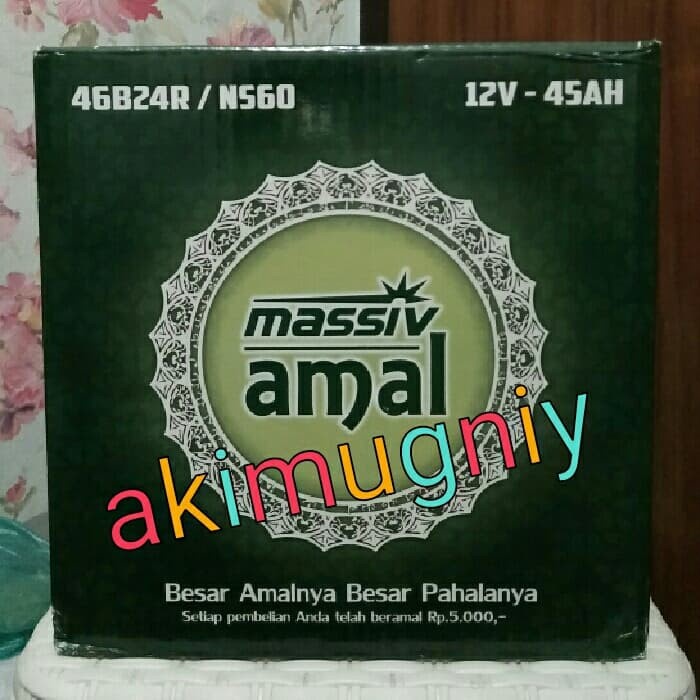 46B24R / NS60 12V - 45AH
massiv
amal
akimugniy
Besar Amalnya Besar Pahalanya
Setiap pembelian Anda telah beramal Rp.5.000,-